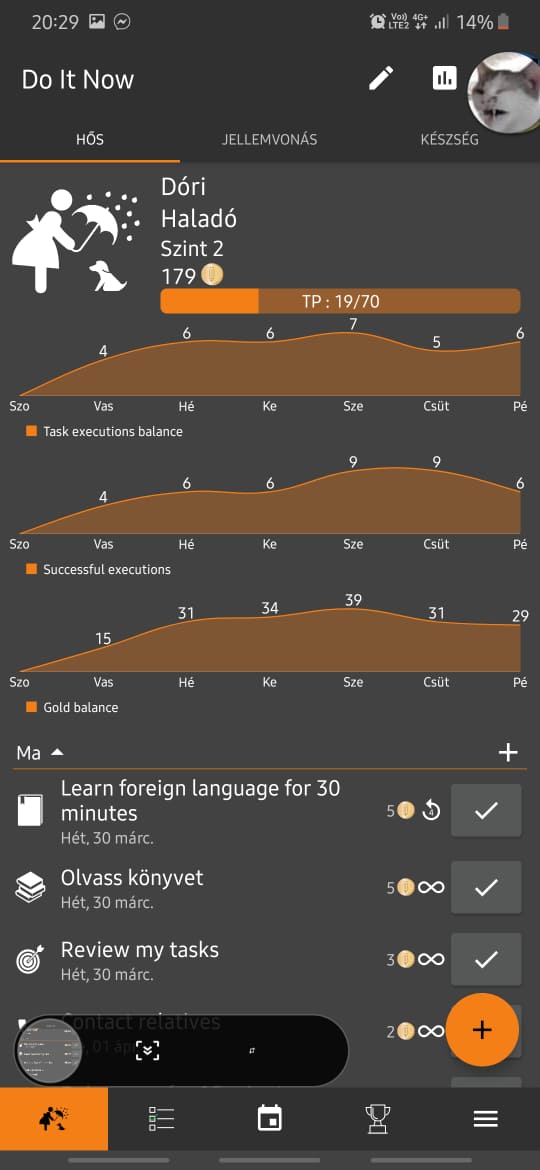 20:29 Vo)) LTE2 4G+ 14%
Do It Now
HŐS JELLEMVONÁS KÉSZSÉG
Dóri
Haladó
Szint 2
179
TP : 19/70
4 6 6 7 5 6
Szo Vas Hé Ke Sze Csüt Pé
Task executions balance
4 6 6 9 9 6
Szo Vas Hé Ke Sze Csüt Pé
Successful executions
15 31 34 39 31 29
Szo Vas Hé Ke Sze Csüt Pé
Gold balance
Ma
Learn foreign language for 30
minutes
5 4
Hét, 30 márc.
Olvass könyvet
5
Hét, 30 márc.
Review my tasks
3
Hét, 30 márc.
Contact relatives
2
, 01